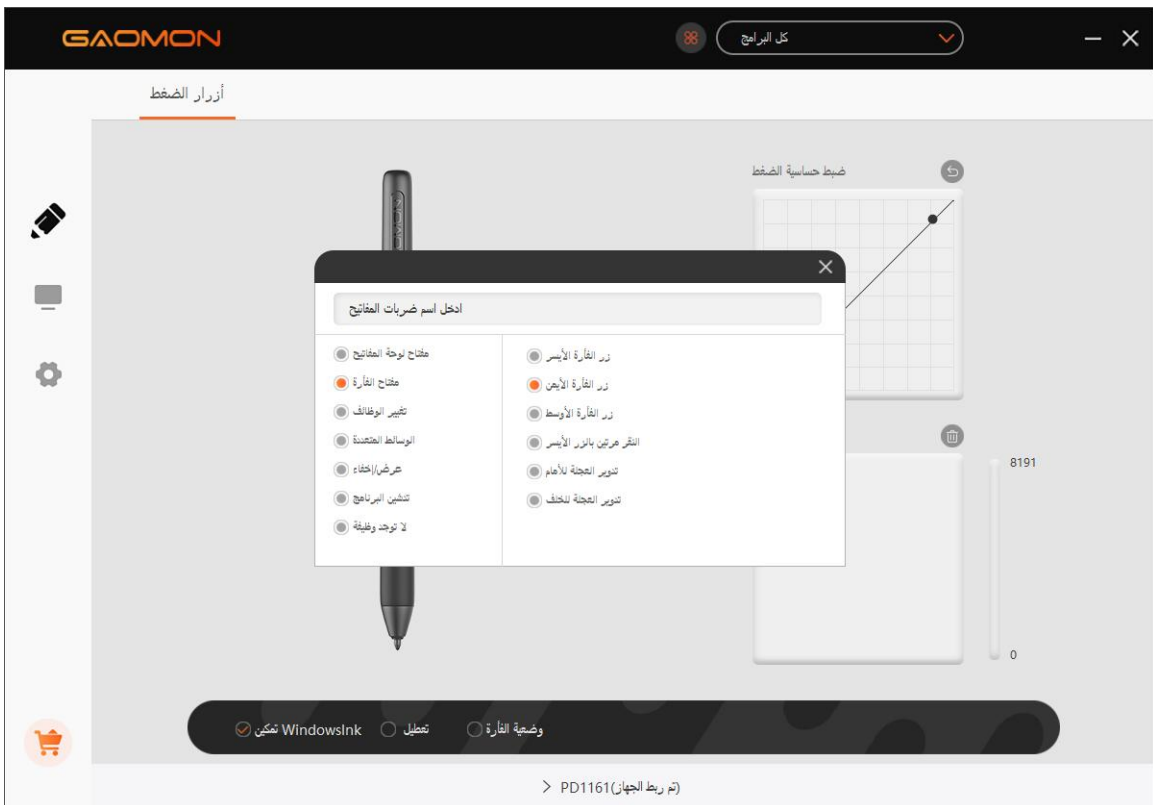 GAOMON
كل البرامج
أزرار الضغط
ضبط حساسية الضغط
GAOMON
ادخل اسم ضربات المفاتيح
مفتاح لوحة المفاتيح
مفتاح الفأرة
تغيير الوظائف
الوسائط المتعددة
عرض/إخفاء
تدشين البرنامج
لا توجد وظيفة
زر الفأرة الأيسر
زر الفأرة الأيمن
زر الفأرة الأوسط
النقر مرتين بالزر الأيسر
تدوير العجلة للأمام
تدوير العجلة للخلف
8191
0
تمكين WindowsInk
تعطيل
وضعية الفأرة
PD1161(تم ربط الجهاز)